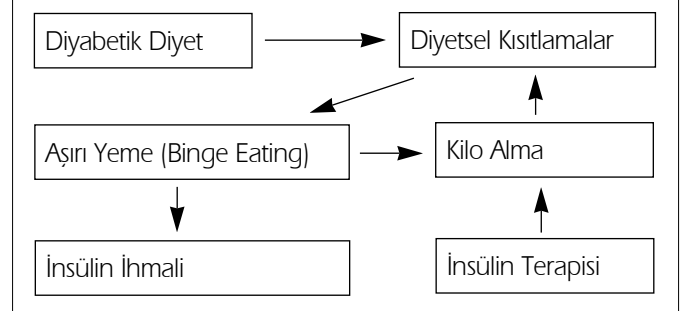 Diyabetik Diyet
Diyetsel Kısıtlamalar
Aşırı Yeme (Binge Eating)
Kilo Alma
İnsülin İhmali
İnsülin Terapisi